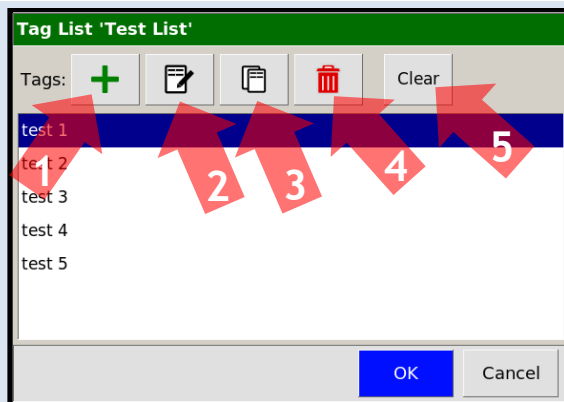 Tag List 'Test List'
Tags: Clear
test 1
test 2
test 3
test 4
test 5
1 2 3 4 5
OK Cancel